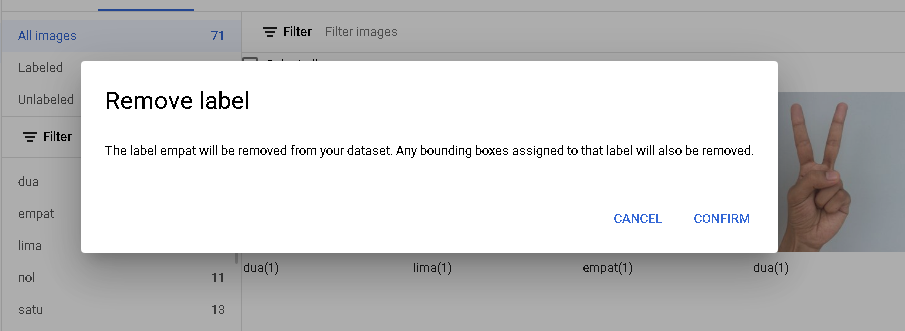 All images 71
Filter Filter images
Labeled
Unlabeled
Remove label
Filter
The label empat will be removed from your dataset. Any bounding boxes assigned to that label will also be removed.
dua
empat
CANCEL CONFIRM
lima
dua(1) lima(1) empat(1) dua(1)
nol 11
satu 13